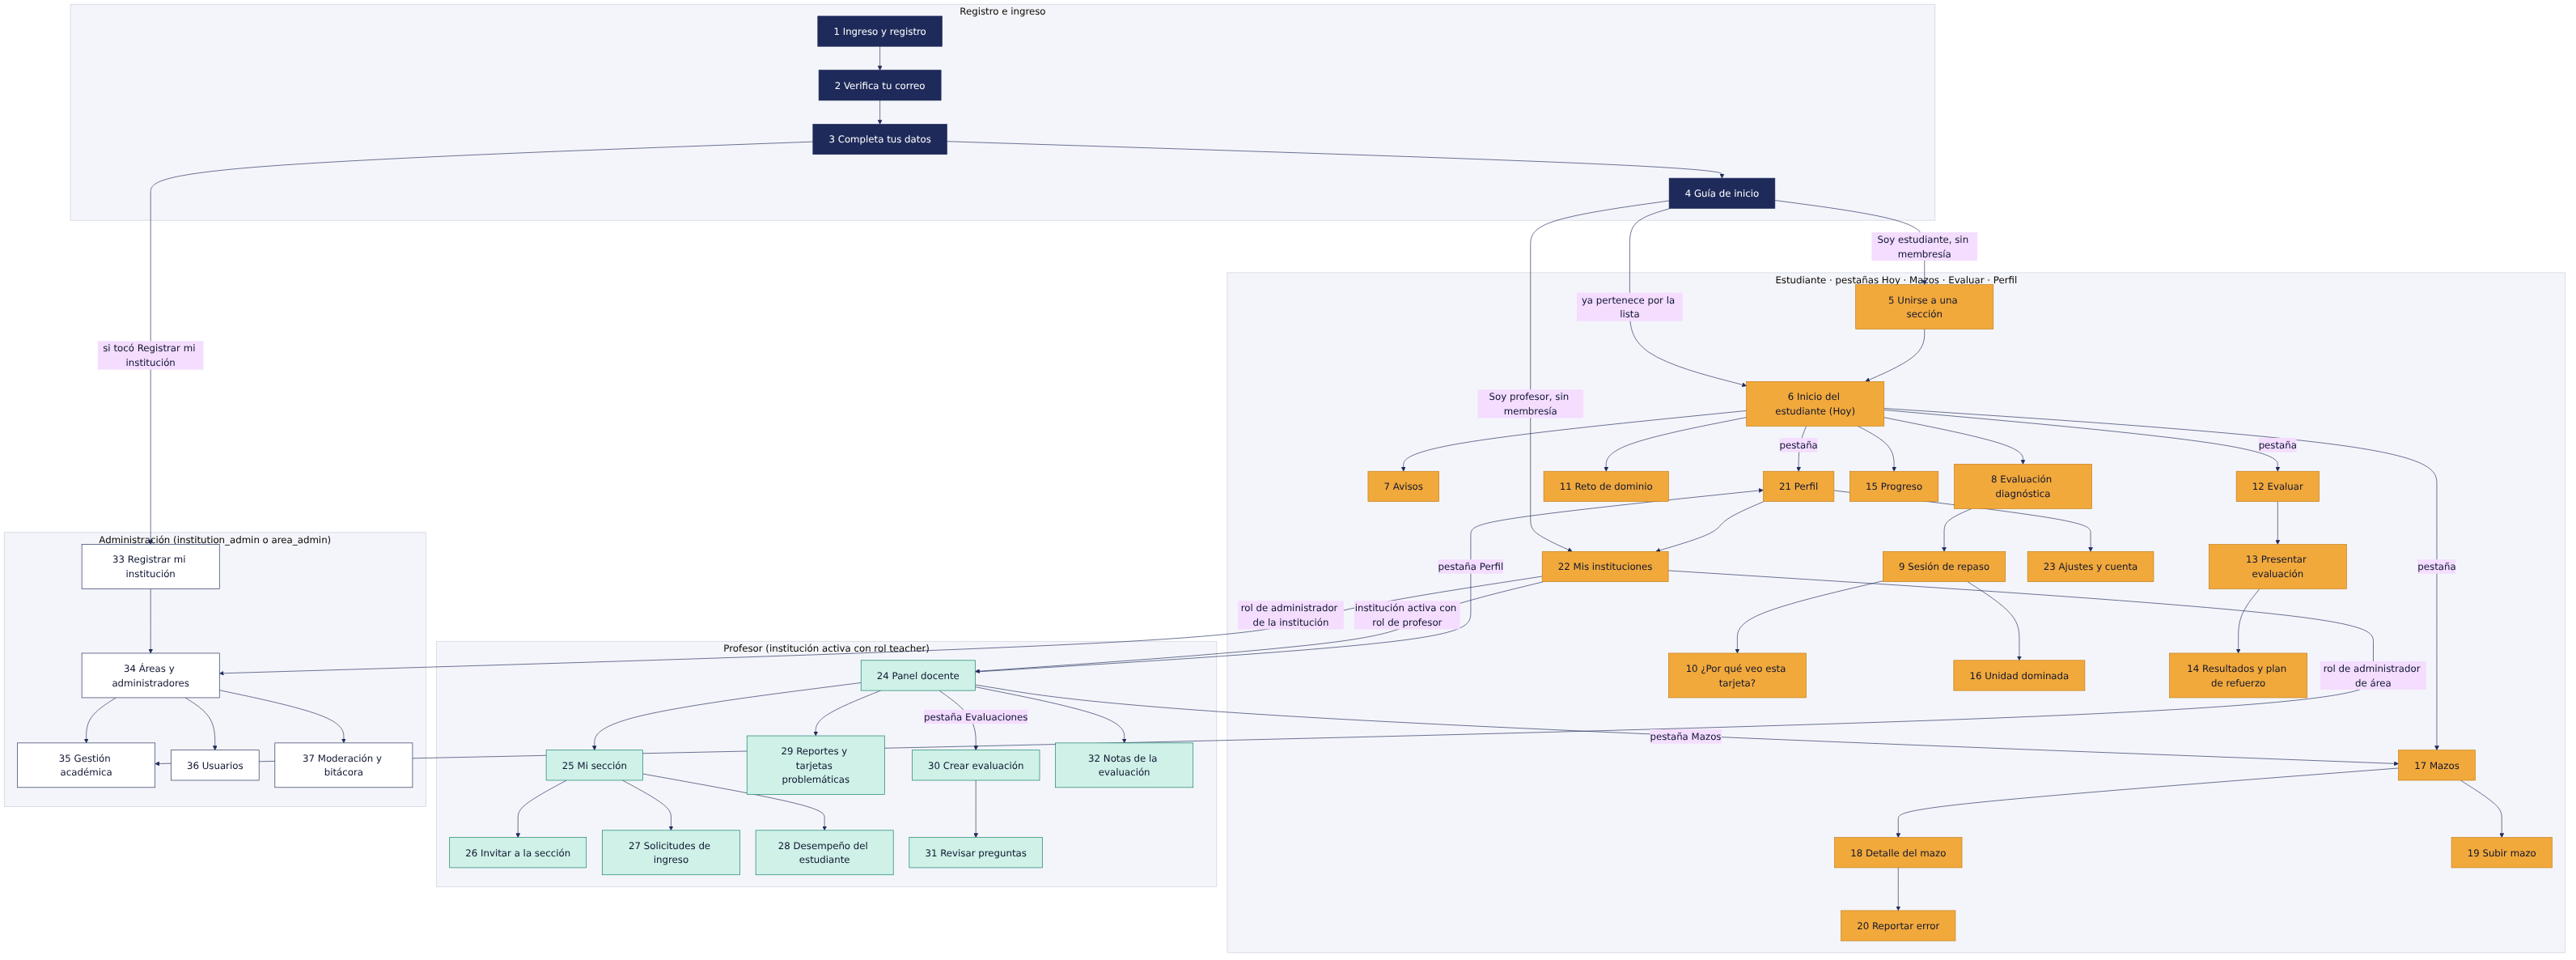 Registro e ingreso
1 Ingreso y registro
2 Verifica tu correo
3 Completa tus datos
4 Guía de inicio
Soy estudiante, sin
membresía
ya pertenece por la
lista
si tocó Registrar mi
institución
Soy profesor, sin
membresía
Estudiante · pestañas Hoy · Mazos · Evaluar · Perfil
5 Unirse a una
sección
6 Inicio del
estudiante (Hoy)
pestaña
pestaña
7 Avisos
11 Reto de dominio
21 Perfil
15 Progreso
8 Evaluación
diagnóstica
12 Evaluar
pestaña Perfil
22 Mis instituciones
9 Sesión de repaso
23 Ajustes y cuenta
13 Presentar
evaluación
pestaña
rol de administrador
de la institución
institución activa con
rol de profesor
10 ¿Por qué veo esta
tarjeta?
16 Unidad dominada
14 Resultados y plan
de refuerzo
rol de administrador
de área
pestaña Mazos
17 Mazos
18 Detalle del mazo
19 Subir mazo
20 Reportar error
Administración (institution_admin o area_admin)
33 Registrar mi
institución
34 Áreas y
administradores
35 Gestión
académica
36 Usuarios
37 Moderación y
bitácora
Profesor (institución activa con rol teacher)
24 Panel docente
pestaña Evaluaciones
25 Mi sección
29 Reportes y
tarjetas
problemáticas
30 Crear evaluación
32 Notas de la
evaluación
26 Invitar a la sección
27 Solicitudes de
ingreso
28 Desempeño del
estudiante
31 Revisar preguntas